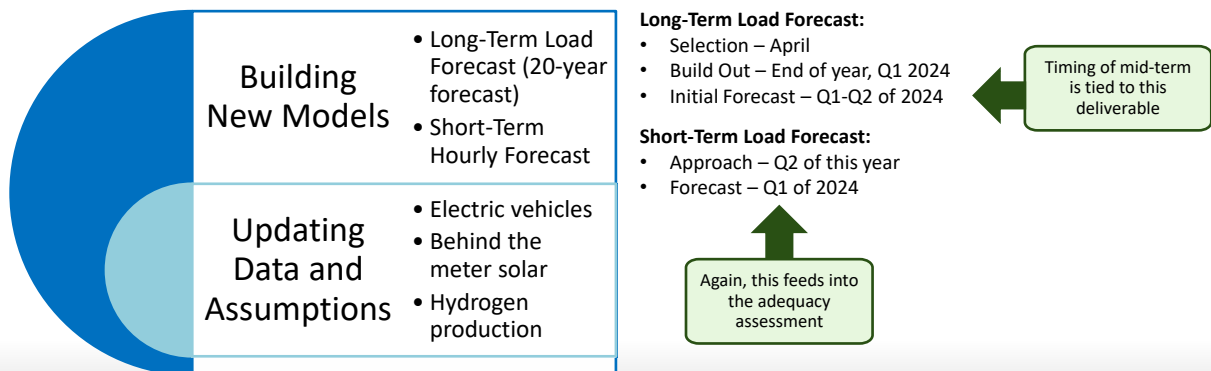 Building
New Models
• Long-Term Load
Forecast (20-year
forecast)
• Short-Term
Hourly Forecast
Updating
Data and
Assumptions
• Electric vehicles
• Behind the
meter solar
• Hydrogen
production
Long-Term Load Forecast:
• Selection – April
• Build Out – End of year, Q1 2024
• Initial Forecast – Q1-Q2 of 2024
Timing of mid-term
is tied to this
deliverable
Short-Term Load Forecast:
• Approach – Q2 of this year
• Forecast – Q1 of 2024
Again, this feeds into
the adequacy
assessment